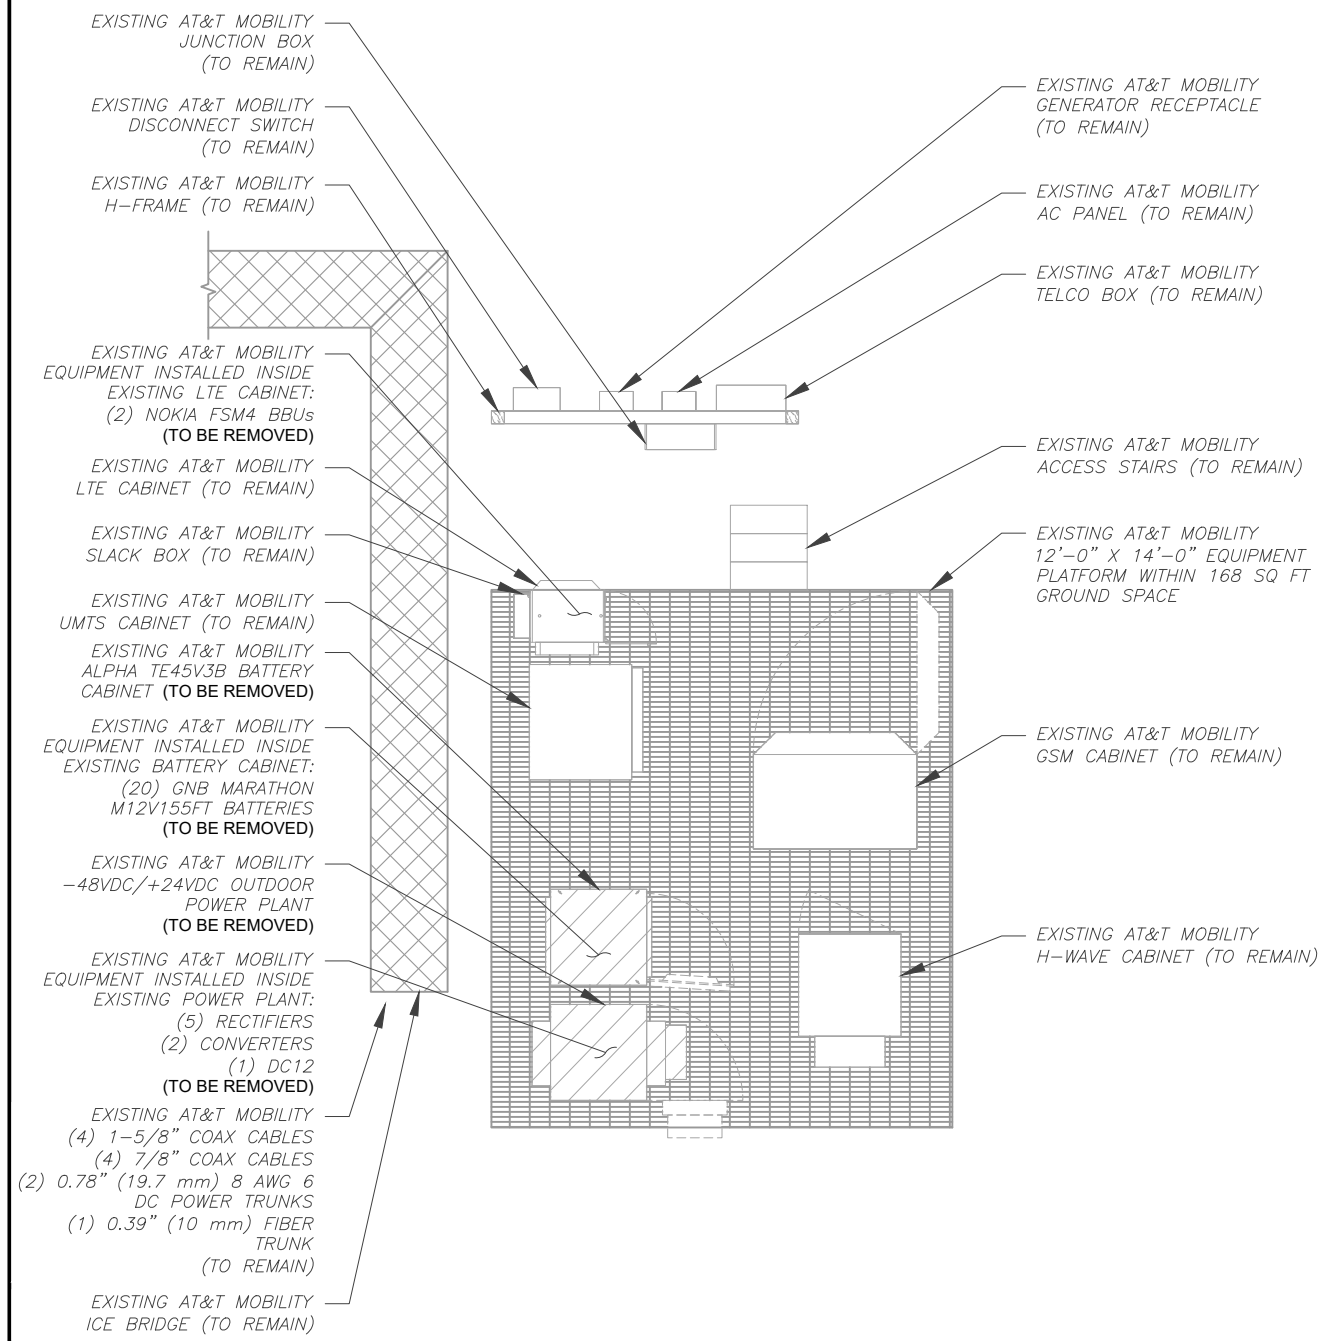 EXISTING AT&T MOBILITY
JUNCTION BOX
(TO REMAIN)
EXISTING AT&T MOBILITY
DISCONNECT SWITCH
(TO REMAIN)
EXISTING AT&T MOBILITY
H-FRAME (TO REMAIN)
EXISTING AT&T MOBILITY
EQUIPMENT INSTALLED INSIDE
EXISTING LTE CABINET:
(2) NOKIA FSM4 BBUs
(TO BE REMOVED)
EXISTING AT&T MOBILITY
LTE CABINET (TO REMAIN)
EXISTING AT&T MOBILITY
SLACK BOX (TO REMAIN)
EXISTING AT&T MOBILITY
UMTS CABINET (TO REMAIN)
EXISTING AT&T MOBILITY
ALPHA TE45V3B BATTERY
CABINET (TO BE REMOVED)
EXISTING AT&T MOBILITY
EQUIPMENT INSTALLED INSIDE
EXISTING BATTERY CABINET:
(20) GNB MARATHON
M12V155FT BATTERIES
(TO BE REMOVED)
EXISTING AT&T MOBILITY
-48VDC/+24VDC OUTDOOR
POWER PLANT
(TO BE REMOVED)
EXISTING AT&T MOBILITY
EQUIPMENT INSTALLED INSIDE
EXISTING POWER PLANT:
(5) RECTIFIERS
(2) CONVERTERS
(1) DC12
(TO BE REMOVED)
EXISTING AT&T MOBILITY
(4) 1-5/8" COAX CABLES
(4) 7/8" COAX CABLES
(2) 0.78" (19.7 mm) 8 AWG 6
DC POWER TRUNKS
(1) 0.39" (10 mm) FIBER
TRUNK
(TO REMAIN)
EXISTING AT&T MOBILITY
ICE BRIDGE (TO REMAIN)
EXISTING AT&T MOBILITY
GENERATOR RECEPTACLE
(TO REMAIN)
EXISTING AT&T MOBILITY
AC PANEL (TO REMAIN)
EXISTING AT&T MOBILITY
TELCO BOX (TO REMAIN)
EXISTING AT&T MOBILITY
ACCESS STAIRS (TO REMAIN)
EXISTING AT&T MOBILITY
12'-0" X 14'-0" EQUIPMENT
PLATFORM WITHIN 168 SQ FT
GROUND SPACE
EXISTING AT&T MOBILITY
GSM CABINET (TO REMAIN)
EXISTING AT&T MOBILITY
H-WAVE CABINET (TO REMAIN)